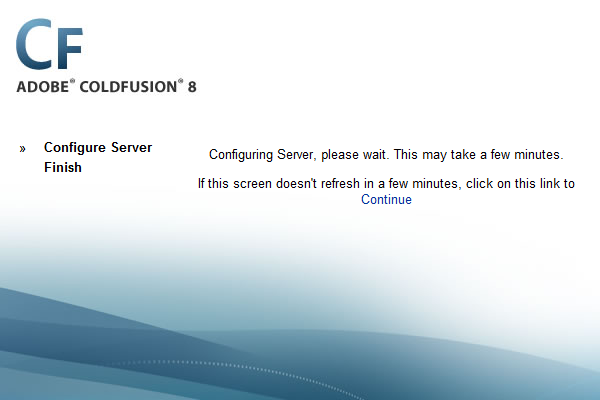 CF
ADOBE® COLDFUSION® 8
» Configure Server
Finish
Configuring Server, please wait. This may take a few minutes.
If this screen doesn't refresh in a few minutes, click on this link to
Continue